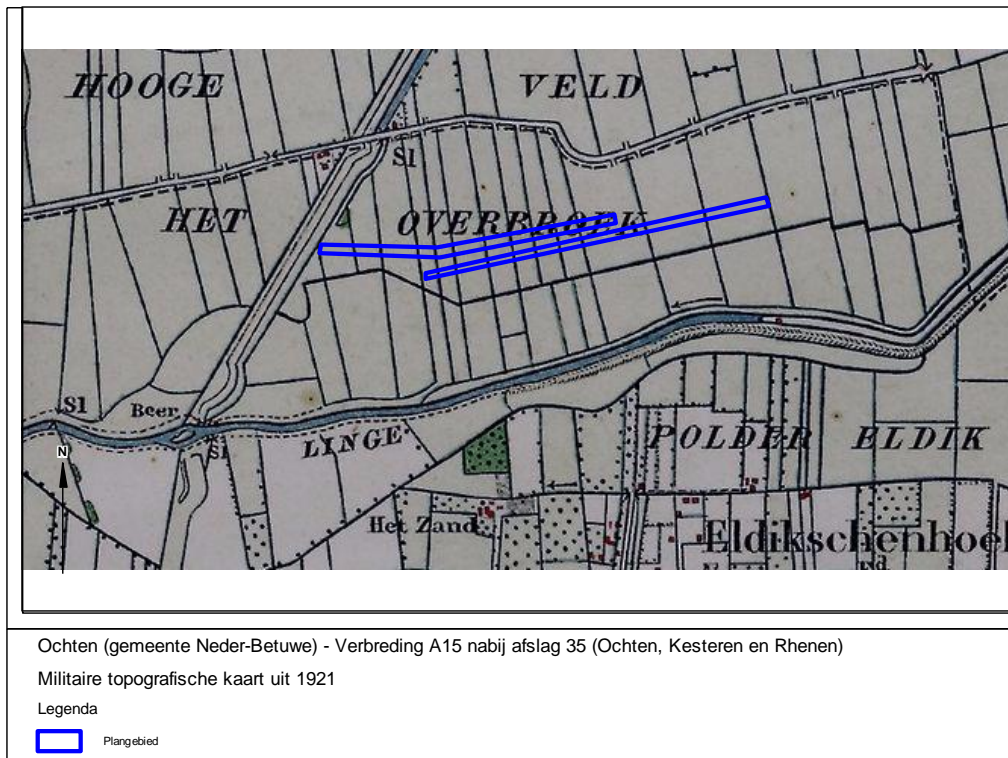 HOOGE VELD
Sl
HET OVERBROEK
Sl Beer
Sl LINGE POLDER ELDIK
N
Het Zand Eldikschenhoe
Ochten (gemeente Neder-Betuwe) - Verbreding A15 nabij afslag 35 (Ochten, Kesteren en Rhenen)
Militaire topografische kaart uit 1921
Legenda
Plangebied